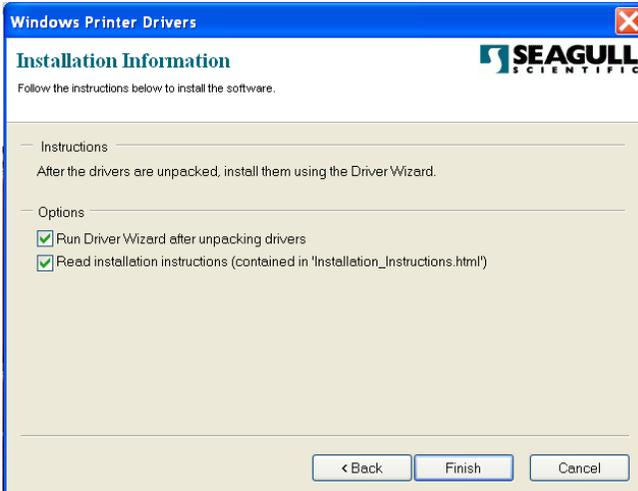 Windows Printer Drivers
Installation Information
SEAGULL
SCIENTIFIC
Follow the instructions below to install the software.
Instructions
After the drivers are unpacked, install them using the Driver Wizard.
Options
Run Driver Wizard after unpacking drivers
Read installation instructions (contained in 'Installation_Instructions.html')
< Back
Finish
Cancel